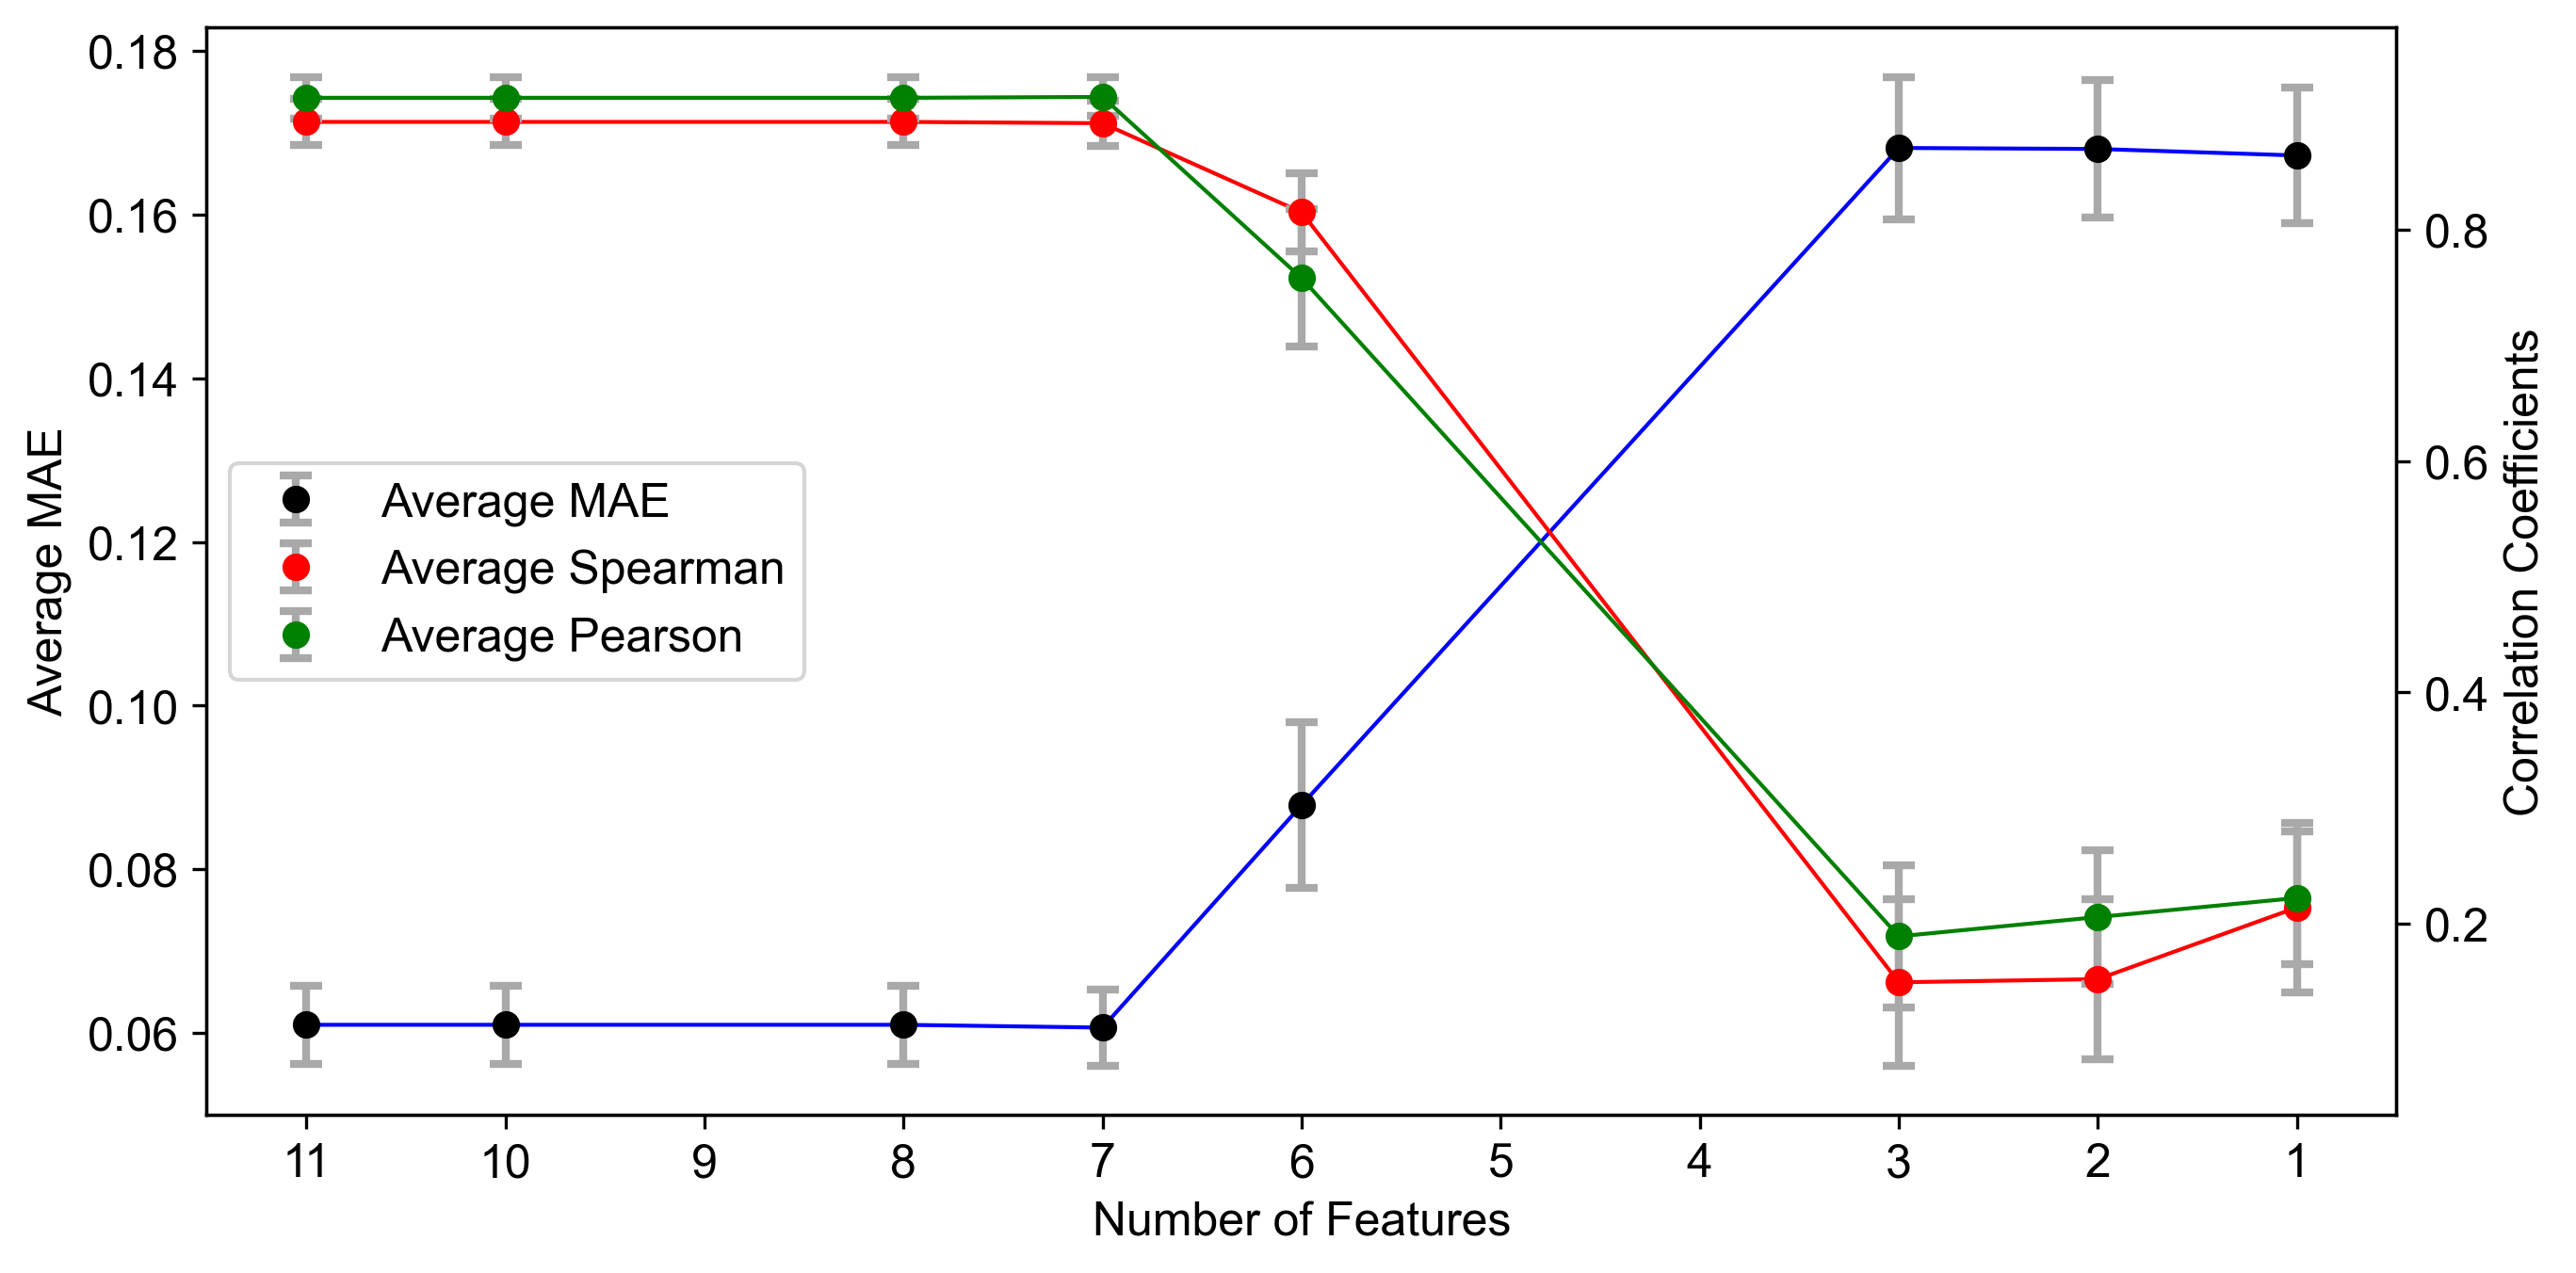 Average MAE
0.18
0.16
0.14
0.12
0.10
0.08
0.06
Average MAE
Average Spearman
Average Pearson
0.8
0.6
0.4
0.2
Correlation Coefficients
11 10 9 8 7 6 5 4 3 2 1
Number of Features